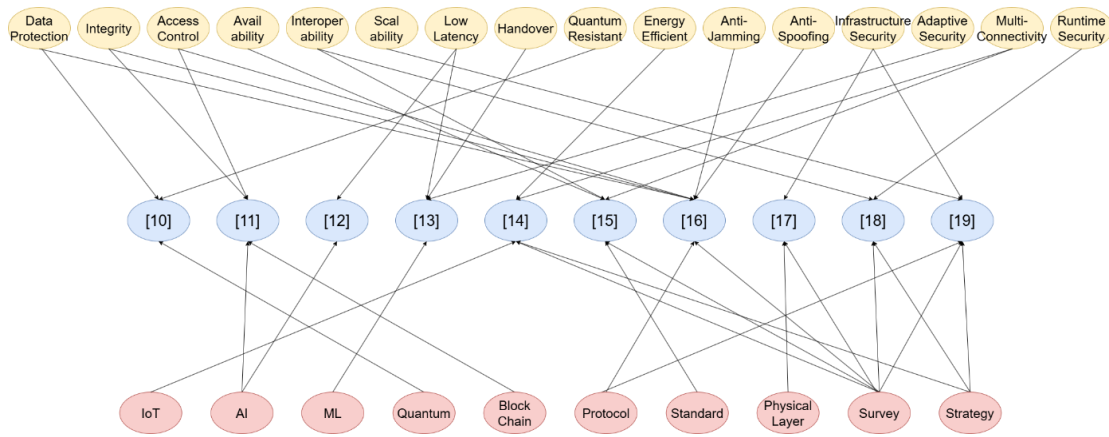 Data
Protection
Integrity
Access
Control
Avail
ability
Interoper
ability
Scal
ability
Low
Latency
Handover
Quantum
Resistant
Energy
Efficient
Anti-
Jamming
Anti-
Spoofing
Infrastructure
Security
Adaptive
Security
Multi-
Connectivity
Runtime
Security
[10]
[11]
[12]
[13]
[14]
[15]
[16]
[17]
[18]
[19]
IoT
AI
ML
Quantum
Block
Chain
Protocol
Standard
Physical
Layer
Survey
Strategy